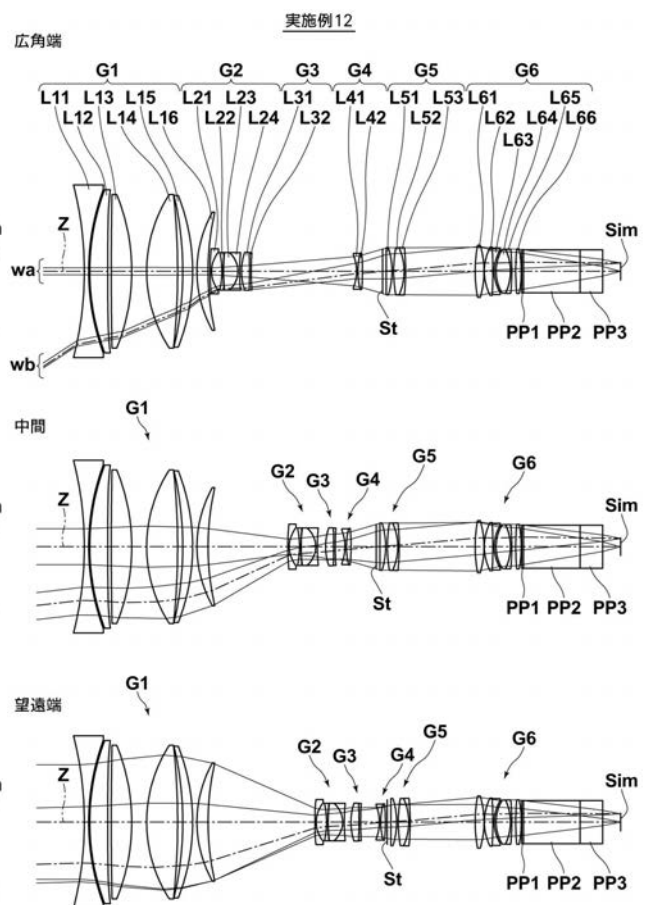 実施例12
広角端
G1 G2 G3 G4 G5 G6
L11 L13 L15 L21 L23 L31 L41 L51 L53 L61 L65
L12 L14 L16 L22 L24 L32 L42 L52 L62 L64 L66
L63
Z
Sim
wa
wb
St
PP1 PP2 PP3
中間
G1
G2 G3 G4 G5 G6
Z
Sim
St
PP1 PP2 PP3
望遠端
G1
G2 G3 G4 G5 G6
Z
Sim
St
PP1 PP2 PP3